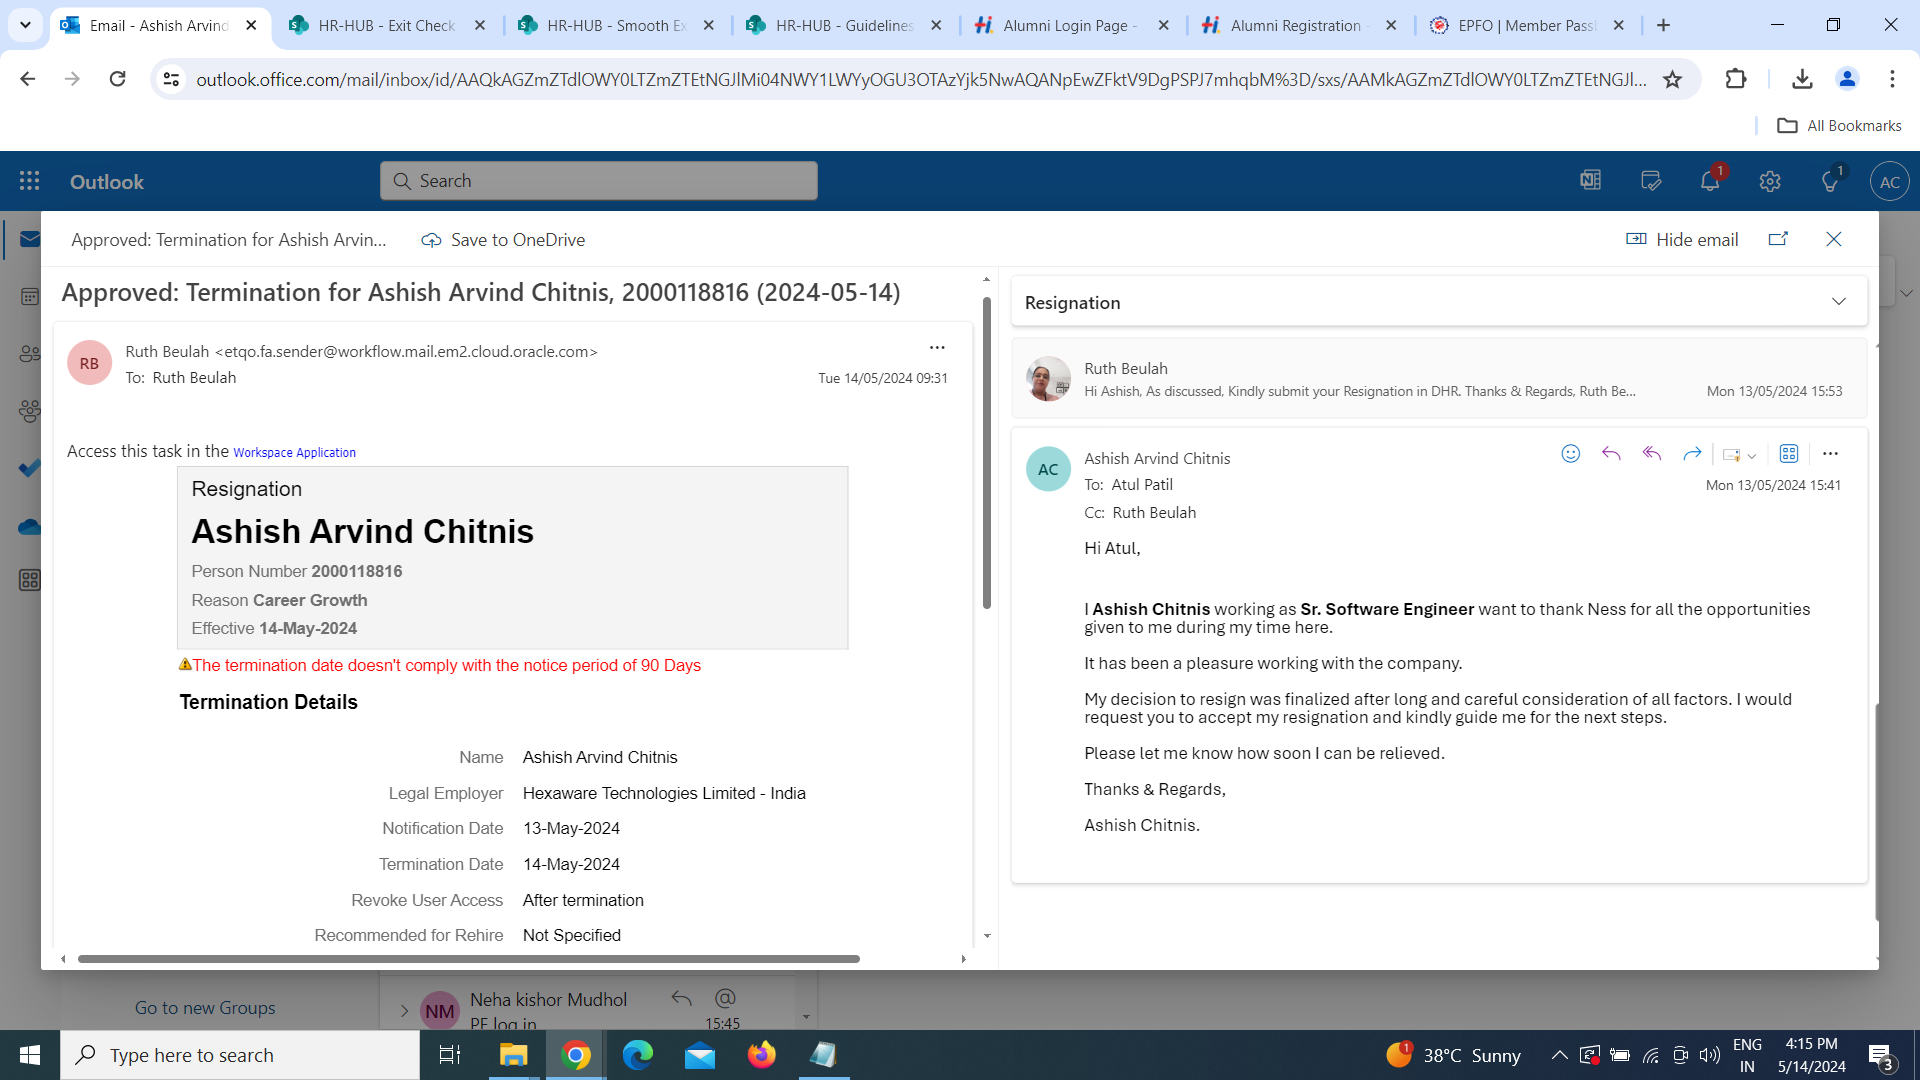 Email - Ashish Arvind
HR-HUB - Exit Check
HR-HUB - Smooth Ex
HR-HUB - Guidelines
Alumni Login Page -
Alumni Registration -
EPFO | Member Pass
outlook.office.com/mail/inbox/id/AAQkAGZmZTdlOWY0LTZmZTEtNGJlMi04NWY1LWYyOGU3OTAzYjk5NwAQANpEwZFktV9DgPSPJ7mhqbM%3D/sxs/AAMkAGZmZTdlOWY0LTZmZTEtNGJl...
All Bookmarks
Outlook
Search
1
1
AC
Approved: Termination for Ashish Arvin...
Save to OneDrive
Hide email
Approved: Termination for Ashish Arvind Chitnis, 2000118816 (2024-05-14)
RB
Ruth Beulah <etqo.fa.sender@workflow.mail.em2.cloud.oracle.com>
To: Ruth Beulah
Tue 14/05/2024 09:31
Access this task in the Workspace Application
Resignation
Ashish Arvind Chitnis
Person Number 2000118816
Reason Career Growth
Effective 14-May-2024
The termination date doesn't comply with the notice period of 90 Days
Termination Details
Name Ashish Arvind Chitnis
Legal Employer Hexaware Technologies Limited - India
Notification Date 13-May-2024
Termination Date 14-May-2024
Revoke User Access After termination
Recommended for Rehire Not Specified
Resignation
Ruth Beulah
Hi Ashish, As discussed, Kindly submit your Resignation in DHR. Thanks & Regards, Ruth Be...
Mon 13/05/2024 15:53
AC
Ashish Arvind Chitnis
To: Atul Patil
Mon 13/05/2024 15:41
Cc: Ruth Beulah
Hi Atul,
I Ashish Chitnis working as Sr. Software Engineer want to thank Ness for all the opportunities
given to me during my time here.
It has been a pleasure working with the company.
My decision to resign was finalized after long and careful consideration of all factors. I would
request you to accept my resignation and kindly guide me for the next steps.
Please let me know how soon I can be relieved.
Thanks & Regards,
Ashish Chitnis.
Go to new Groups
NM
Neha kishor Mudhol
PF log in
15:45
Type here to search
1
38°C Sunny
ENG
IN
4:15 PM
5/14/2024
3